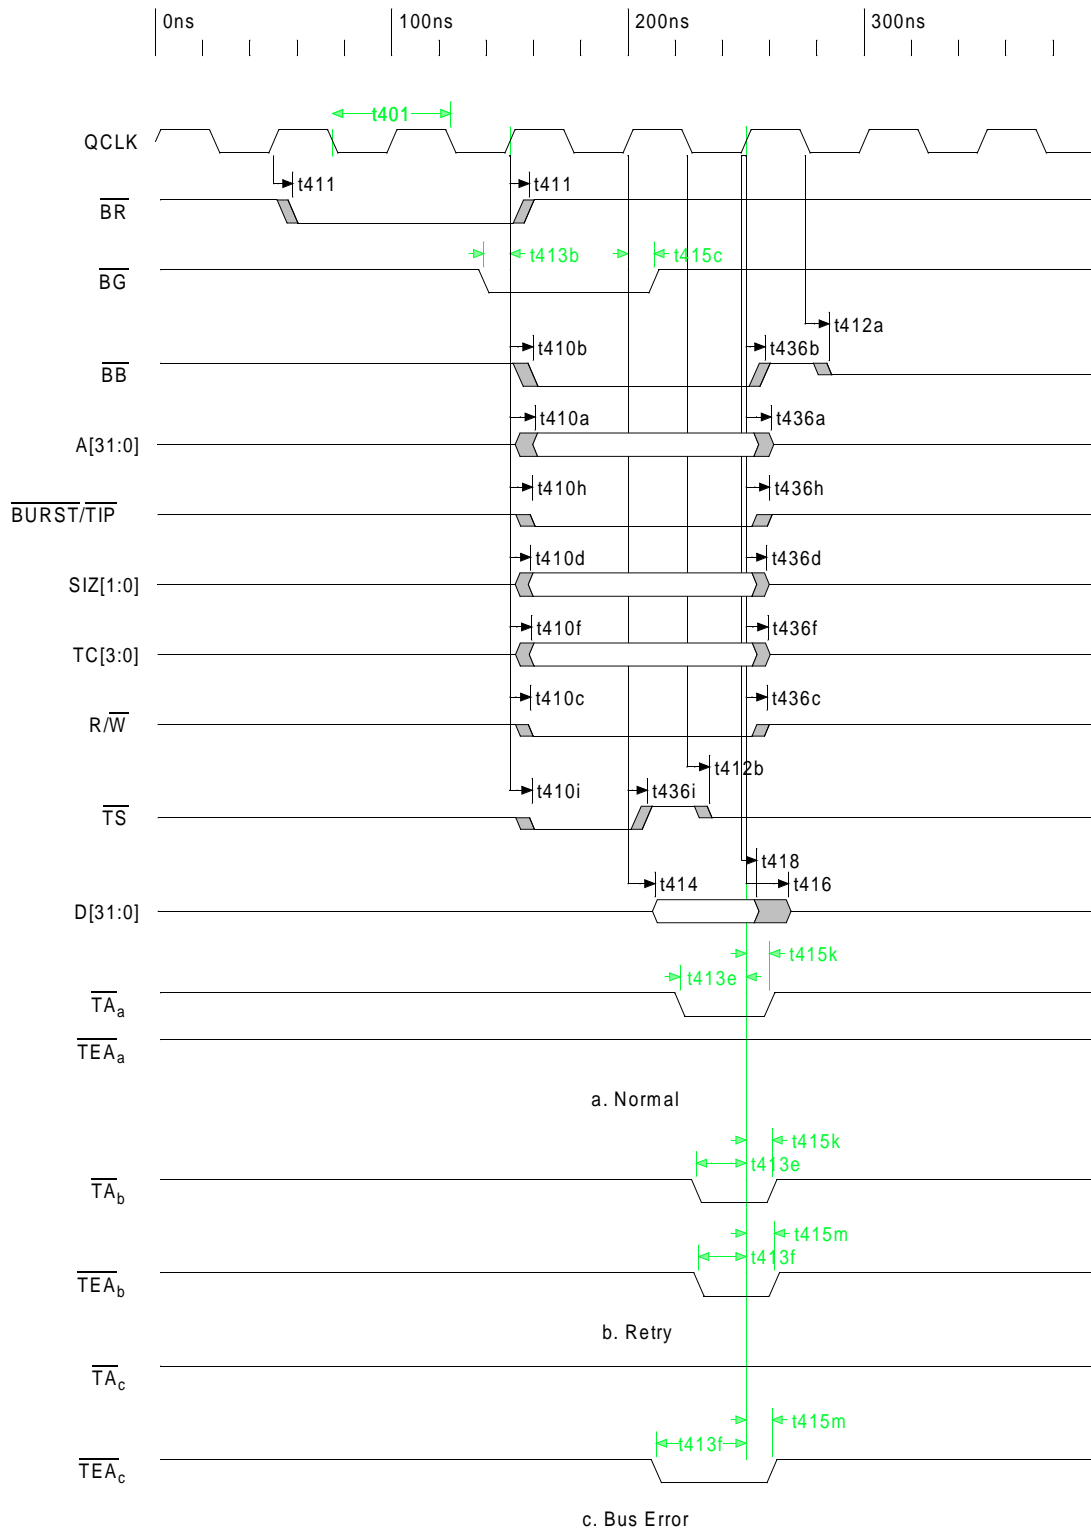 0ns 100ns 200ns 300ns
t401
QCLK
t411 t411
BR
t413b t415c
BG
t412a
t410b t436b
BB
t410a t436a
A[31:0]
t410h t436h
BURST/TIP
t410d t436d
SIZ[1:0]
t410f t436f
TC[3:0]
t410c t436c
R/W
t412b
t410i t436i
TS
t418
t414 t416
D[31:0]
t415k
t413e
TAa
TEAa
a. Normal
t415k
t413e
TAb
t415m
t413f
TEAb
b. Retry
TAc
t415m
t413f
TEAc
c. Bus Error